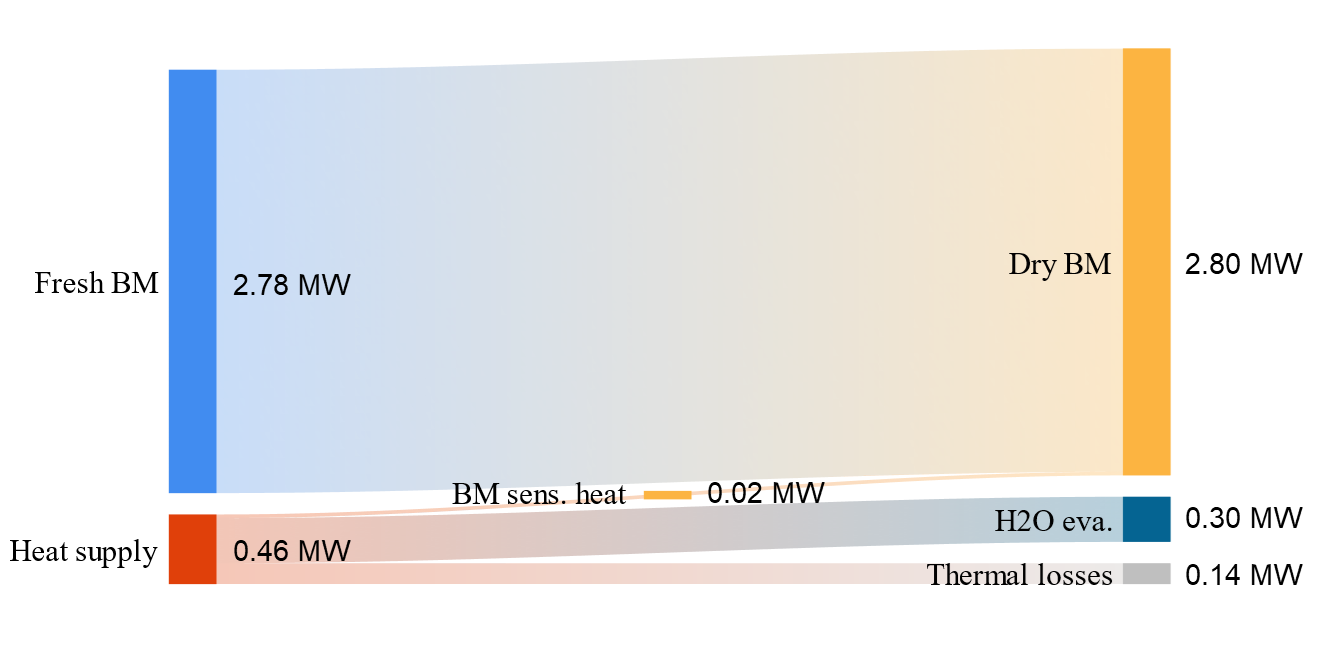 Dry BM 2.80 MW
Fresh BM 2.78 MW
BM sens. heat 0.02 MW
H2O eva. 0.30 MW
Heat supply 0.46 MW
Thermal losses 0.14 MW